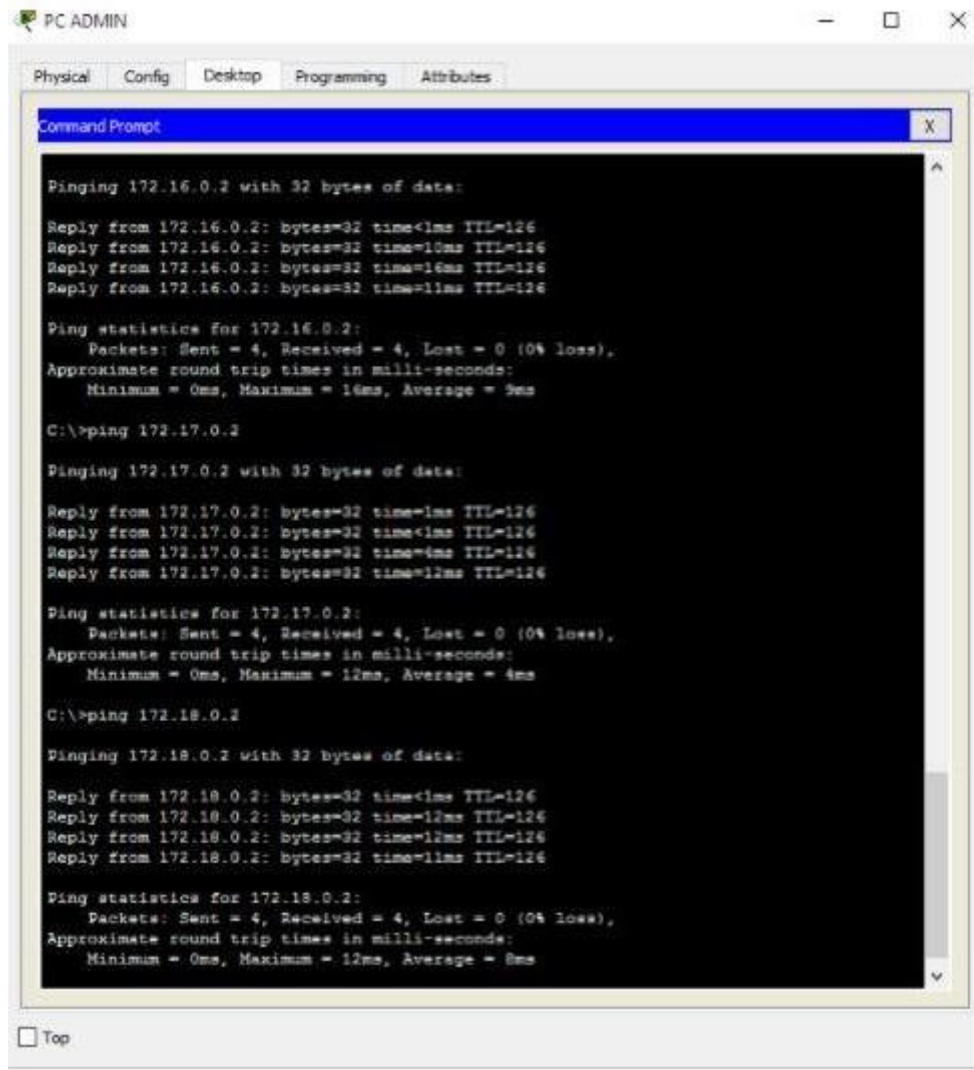 PC ADMIN
Physical Config Desktop Programming Attributes
Command Prompt X
Pinging 172.16.0.2 with 32 bytes of data:
Reply from 172.16.0.2: bytes=32 time<1ms TTL=126
Reply from 172.16.0.2: bytes=32 time=10ms TTL=126
Reply from 172.16.0.2: bytes=32 time=16ms TTL=126
Reply from 172.16.0.2: bytes=32 time=11ms TTL=126
Ping statistics for 172.16.0.2:
Packets: Sent = 4, Received = 4, Lost = 0 (0% loss),
Approximate round trip times in milli-seconds:
Minimum = 0ms, Maximum = 16ms, Average = 9ms
C:\>ping 172.17.0.2
Pinging 172.17.0.2 with 32 bytes of data:
Reply from 172.17.0.2: bytes=32 time=1ms TTL=126
Reply from 172.17.0.2: bytes=32 time<1ms TTL=126
Reply from 172.17.0.2: bytes=32 time=4ms TTL=126
Reply from 172.17.0.2: bytes=32 time=12ms TTL=126
Ping statistics for 172.17.0.2:
Packets: Sent = 4, Received = 4, Lost = 0 (0% loss),
Approximate round trip times in milli-seconds:
Minimum = 0ms, Maximum = 12ms, Average = 4ms
C:\>ping 172.18.0.2
Pinging 172.18.0.2 with 32 bytes of data:
Reply from 172.18.0.2: bytes=32 time<1ms TTL=126
Reply from 172.18.0.2: bytes=32 time=12ms TTL=126
Reply from 172.18.0.2: bytes=32 time=12ms TTL=126
Reply from 172.18.0.2: bytes=32 time=11ms TTL=126
Ping statistics for 172.18.0.2:
Packets: Sent = 4, Received = 4, Lost = 0 (0% loss),
Approximate round trip times in milli-seconds:
Minimum = 0ms, Maximum = 12ms, Average = 8ms
Top